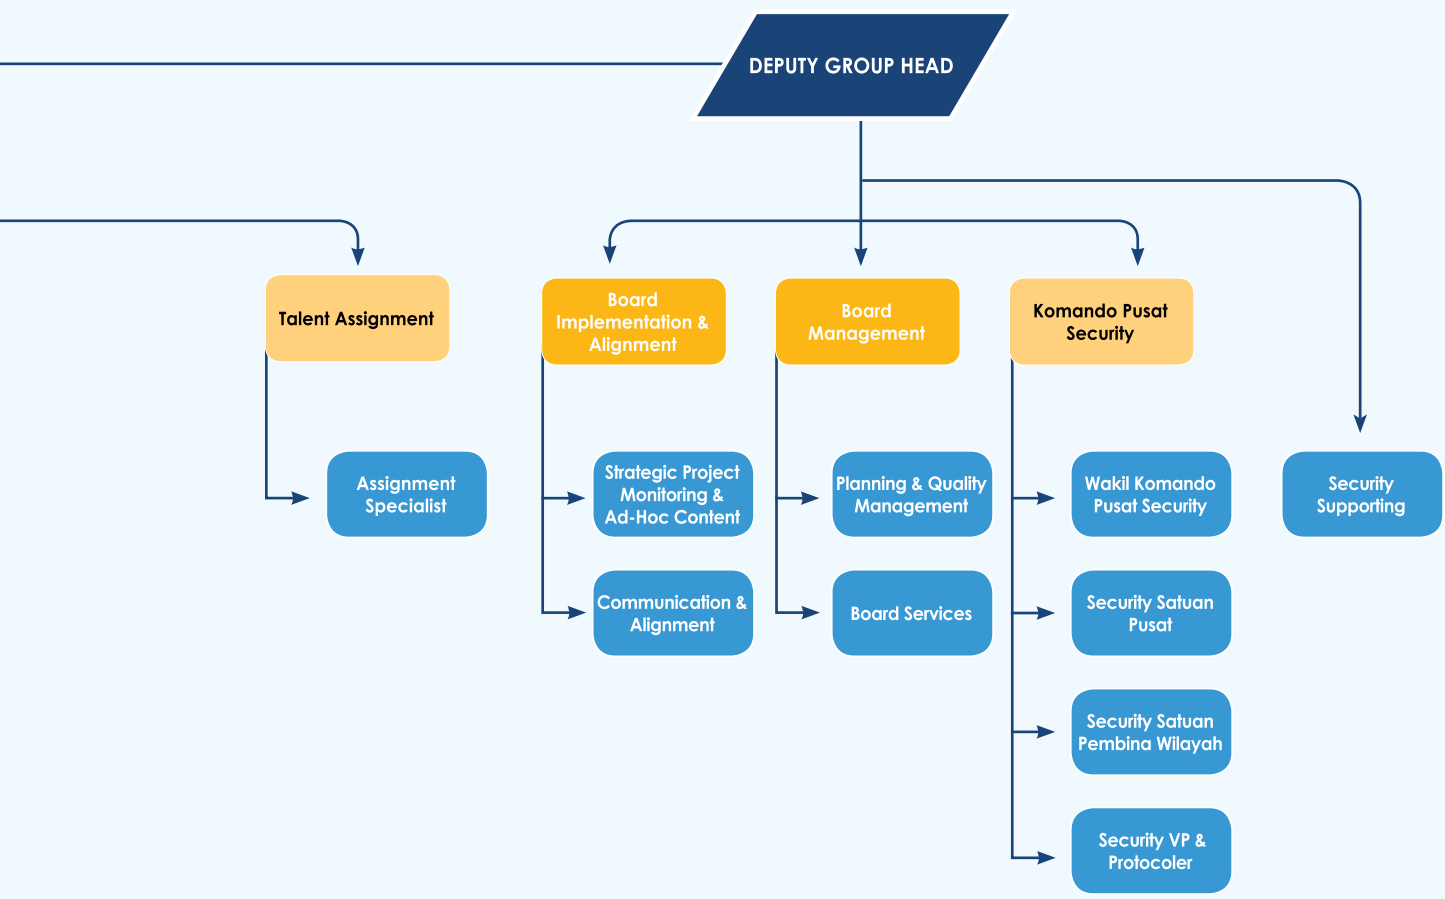 DEPUTY GROUP HEAD
Talent Assignment
Board
Implementation &
Alignment
Board
Management
Komando Pusat
Security
Assignment
Specialist
Strategic Project
Monitoring &
Ad-Hoc Content
Planning & Quality
Management
Wakil Komando
Pusat Security
Security
Supporting
Communication &
Alignment
Board Services
Security Satuan
Pusat
Security Satuan
Pembina Wilayah
Security VP &
Protocoler